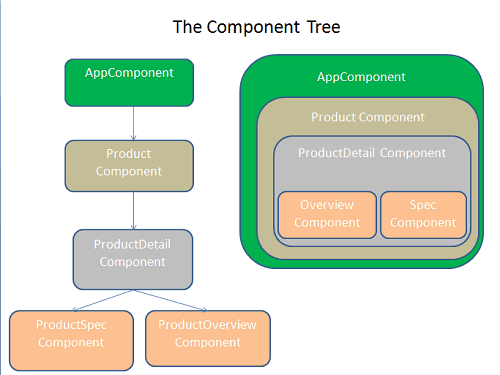 The Component Tree
AppComponent
Product
Component
ProductDetail
Component
ProductSpec
Component
ProductOverview
Component
AppComponent
Product Component
ProductDetail Component
Overview
Component
Spec
Component